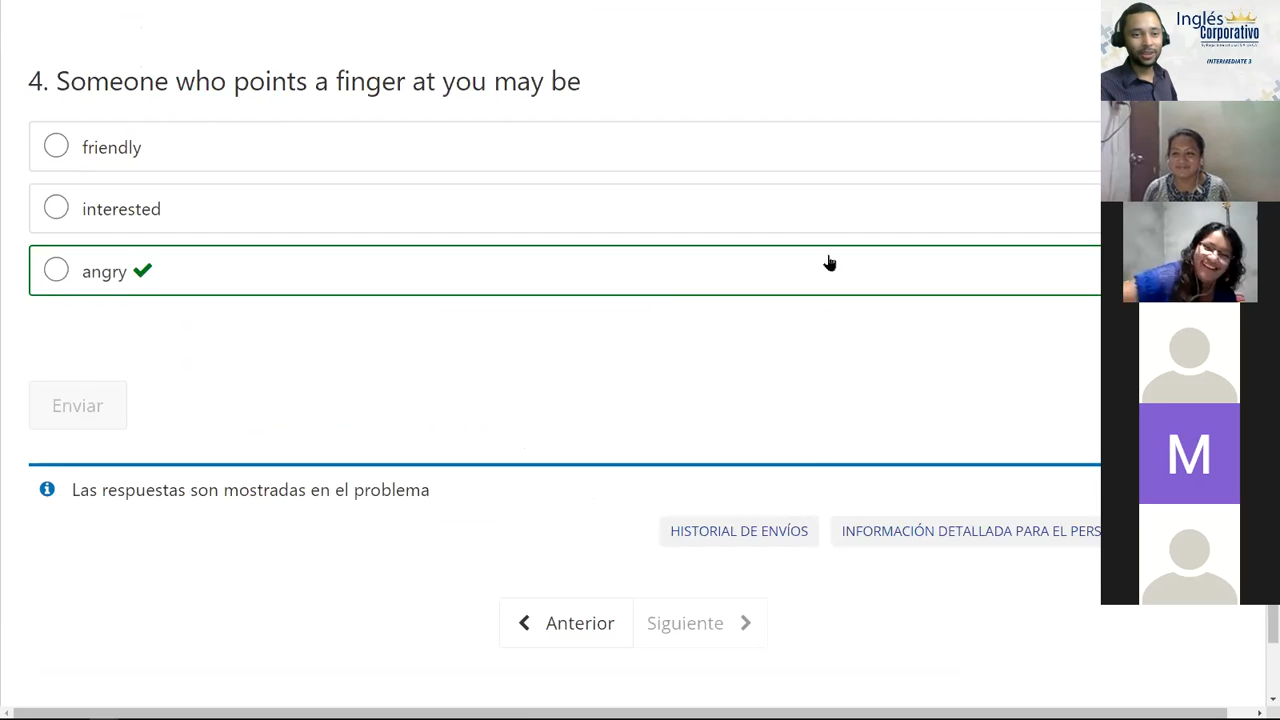 4. Someone who points a finger at you may be
friendly
interested
angry
Enviar
Las respuestas son mostradas en el problema
HISTORIAL DE ENVÍOS
INFORMACIÓN DETALLADA PARA EL PERS
Anterior
Siguiente
Inglés
Corporativo
INTERMEDIATE 3
M